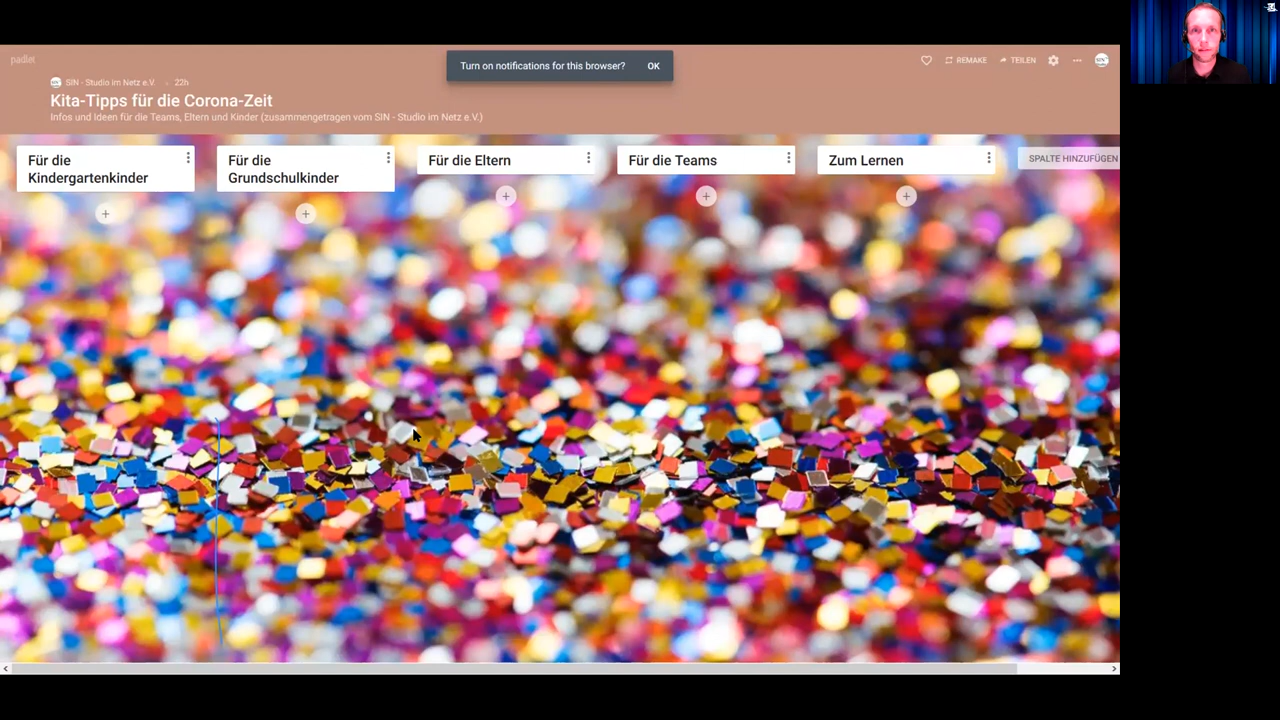 padlet
Turn on notifications for this browser? OK
REMAKE
TEILEN
SIN - Studio im Netz e.V. 22h
Kita-Tipps für die Corona-Zeit
Infos und Ideen für die Teams, Eltern und Kinder (zusammengetragen vom SIN - Studio im Netz e.V.)
Für die
Kindergartenkinder
Für die
Grundschulkinder
Für die Eltern
Für die Teams
Zum Lernen
SPALTE HINZUFÜGEN